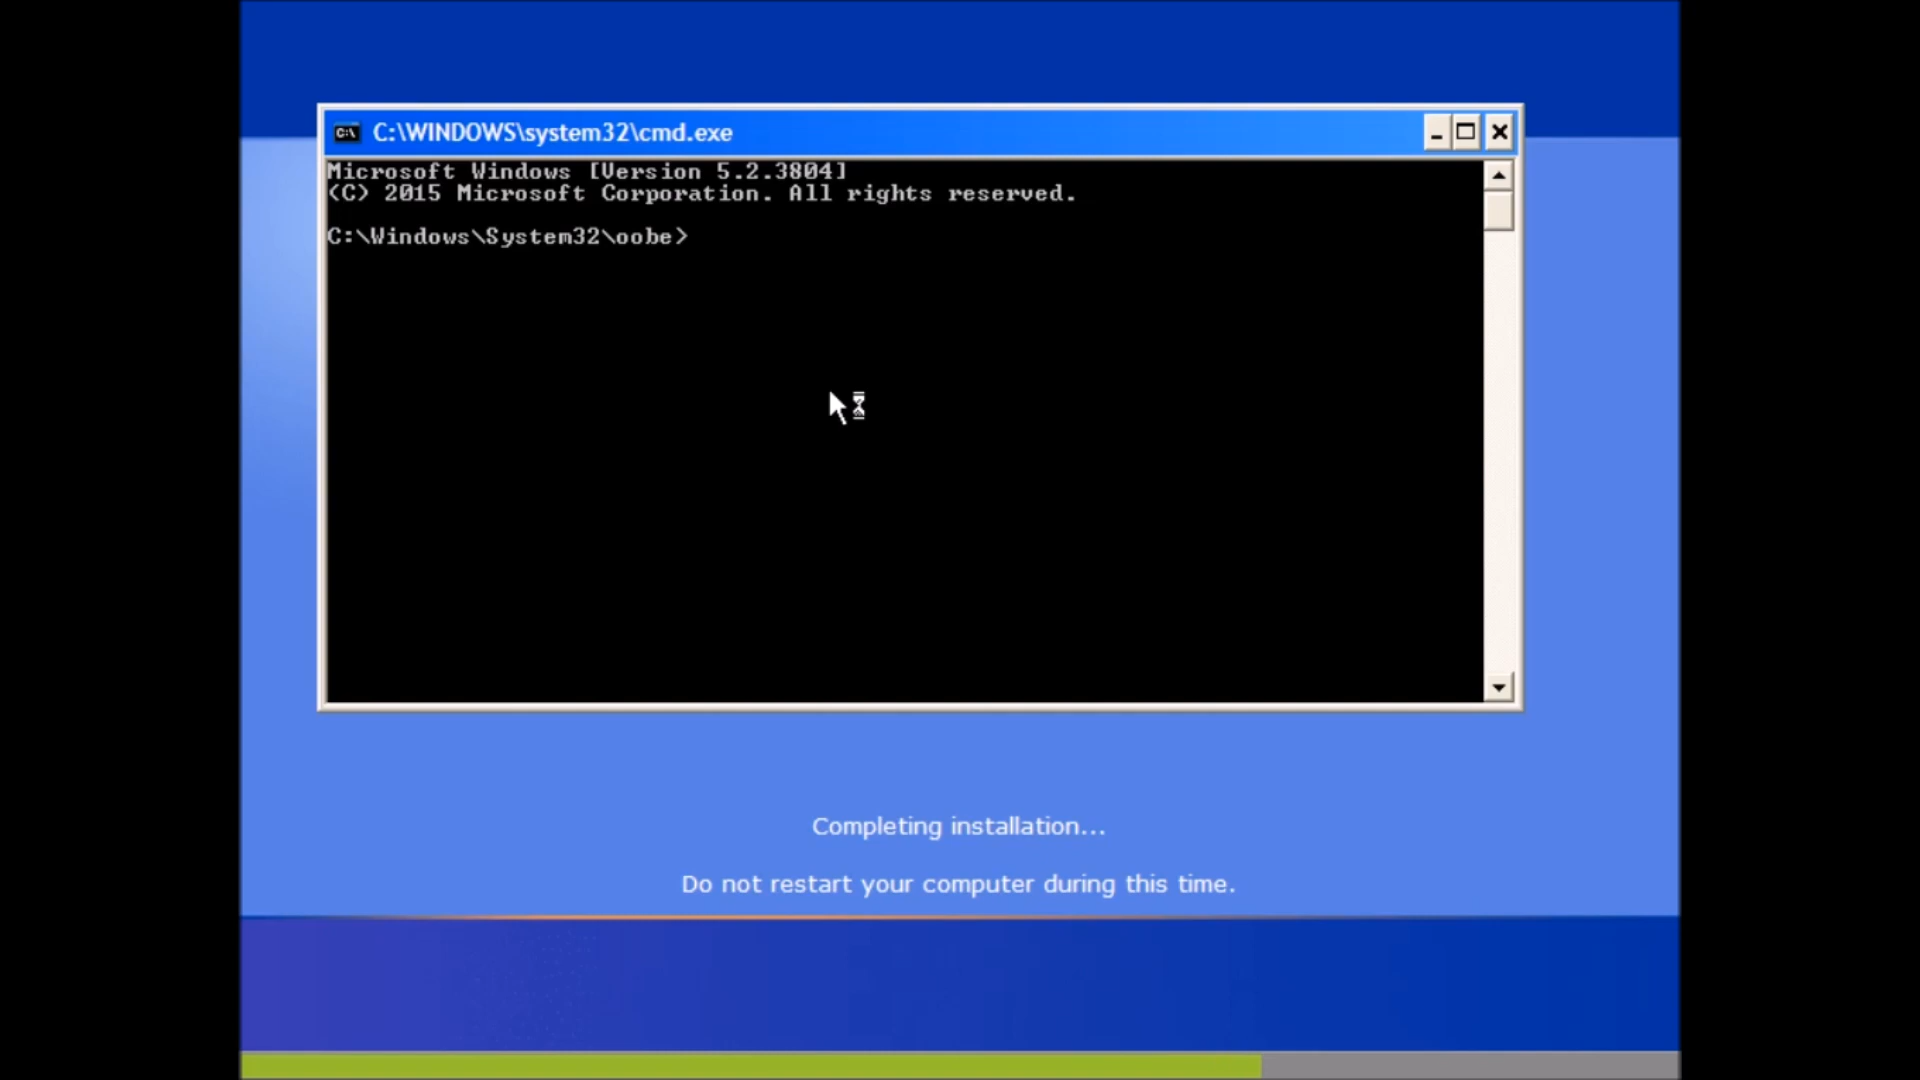 C:\WINDOWS\system32\cmd.exe
Microsoft Windows [Version 5.2.3804]
(C) 2015 Microsoft Corporation. All rights reserved.
C:\Windows\System32\oobe>
Completing installation...
Do not restart your computer during this time.